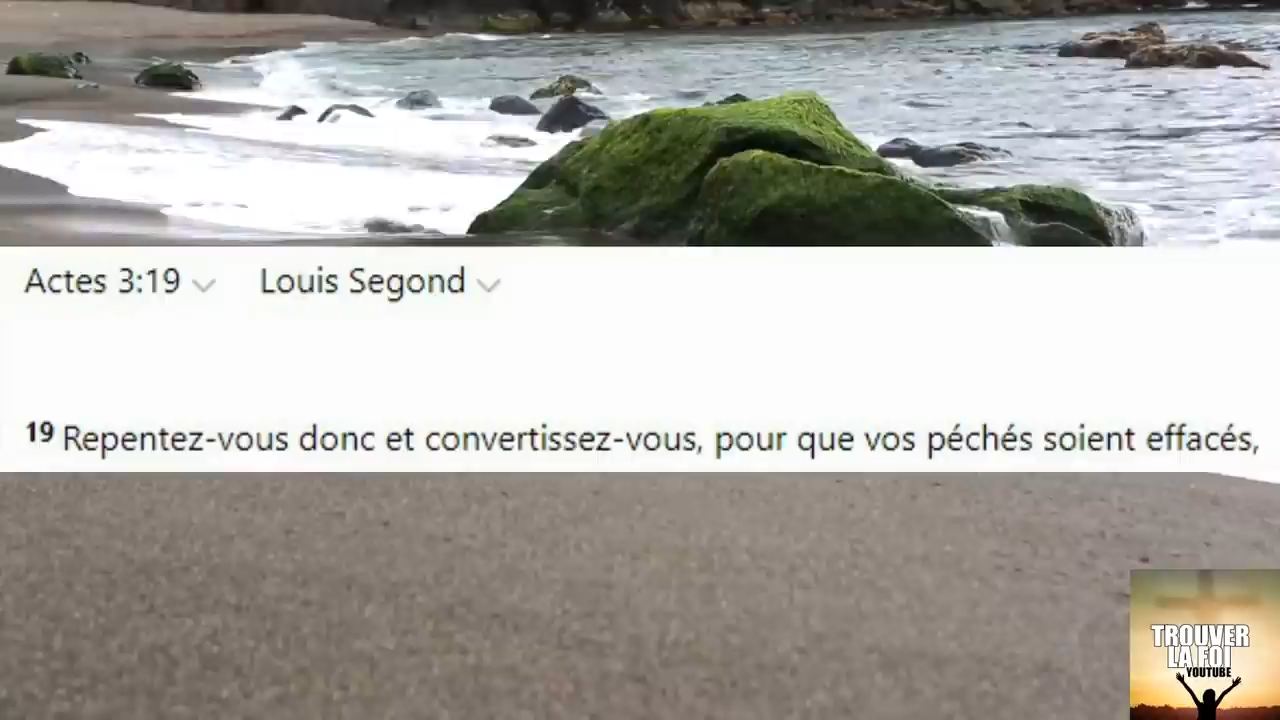 Actes 3:19 Louis Segond
19 Repentez-vous donc et convertissez-vous, pour que vos péchés soient effacés,
TROUVER
LA FOI
YOUTUBE